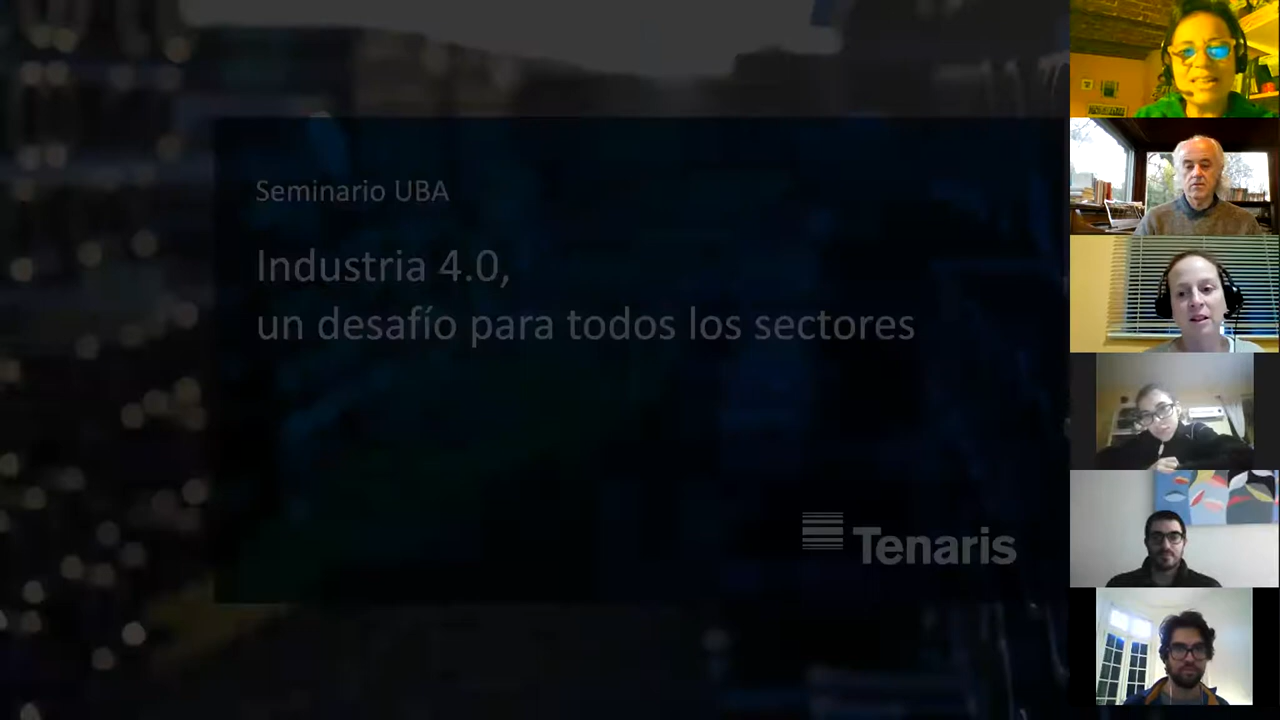 Seminario UBA
Industria 4.0,
un desafío para todos los sectores
Tenaris